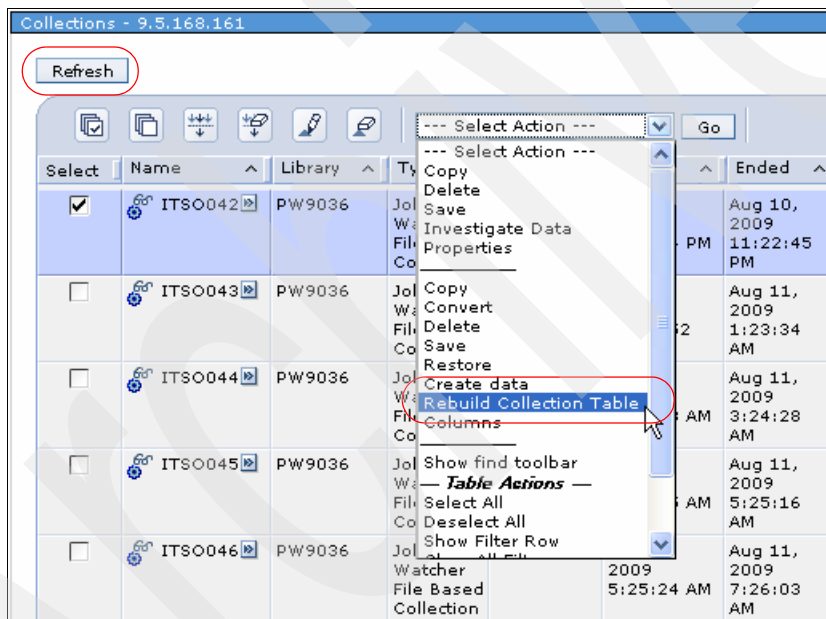 Collections - 9.5.168.161
Refresh
--- Select Action ---
Go
Select
Name
Library
Ty
Ended
--- Select Action ---
Copy
Delete
Save
Investigate Data
Properties
Copy
Convert
Delete
Save
Restore
Create data
Rebuild Collection Table
Columns
Show find toolbar
— Table Actions —
Select All
Deselect All
Show Filter Row
ITSO042
PW9036
PM
Aug 10,
2009
11:22:45
PM
ITSO043
PW9036
Aug 11,
2009
1:23:34
AM
ITSO044
PW9036
AM
Aug 11,
2009
3:24:28
AM
ITSO045
PW9036
AM
Aug 11,
2009
5:25:16
AM
ITSO046
PW9036
Watcher
File Based
Collection
2009
5:25:24 AM
Aug 11,
2009
7:26:03
AM